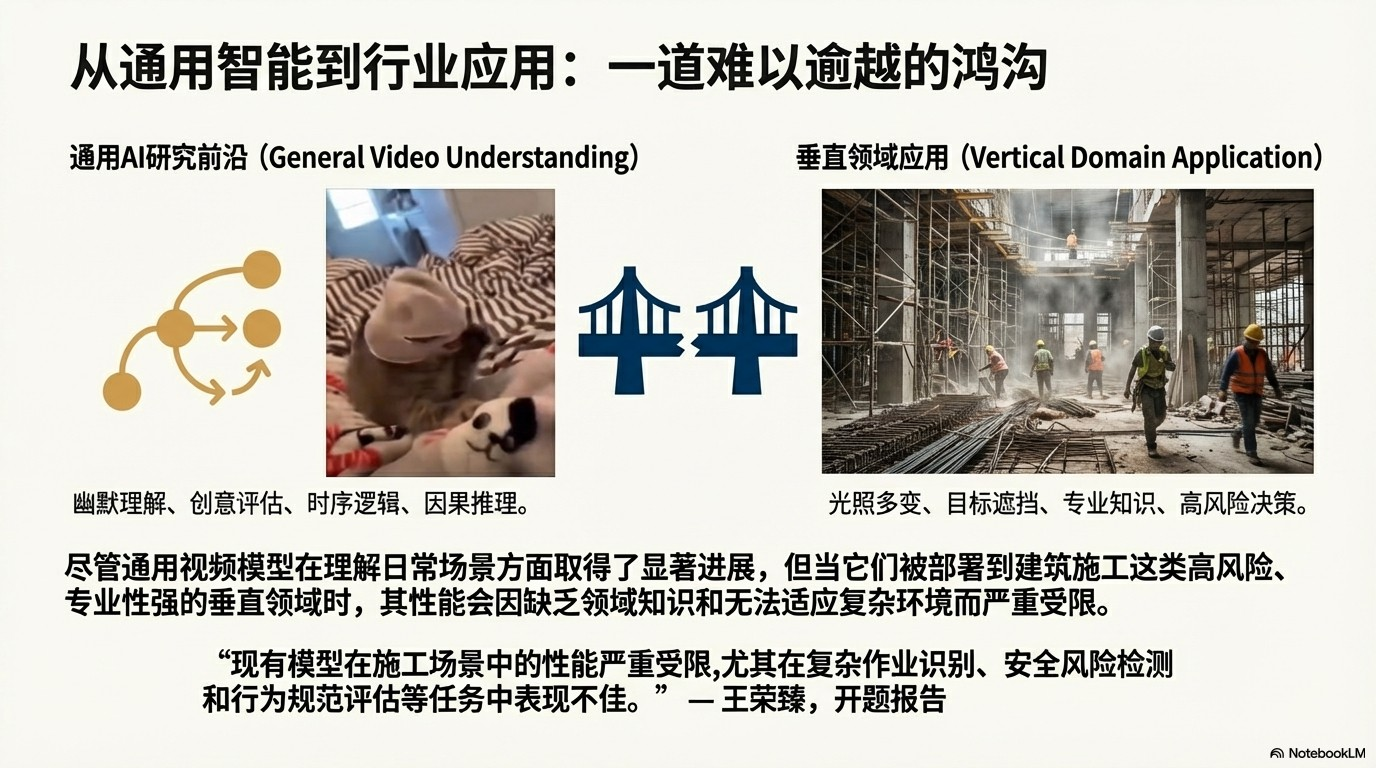 从通用智能到行业应用：一道难以逾越的鸿沟
通用AI研究前沿（General Video Understanding）
垂直领域应用（Vertical Domain Application）
幽默理解、创意评估、时序逻辑、因果推理。
光照多变、目标遮挡、专业知识、高风险决策。
尽管通用视频模型在理解日常场景方面取得了显著进展，但当它们被部署到建筑施工这类高风险、
专业性强的垂直领域时，其性能会因缺乏领域知识和无法适应复杂环境而严重受限。
“现有模型在施工场景中的性能严重受限,尤其在复杂作业识别、安全风险检测
和行为规范评估等任务中表现不佳。” — 王荣臻，开题报告
NotebookLM